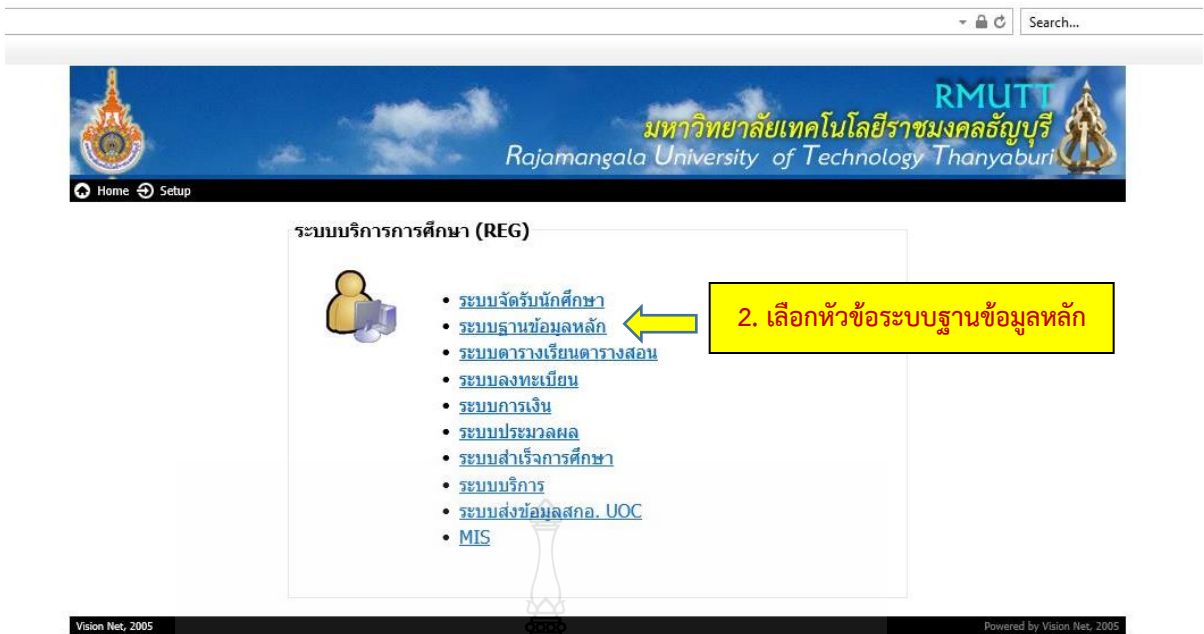 Search...
RMUTT
มหาวิทยาลัยเทคโนโลยีราชมงคลธัญบุรี
Rajamangala University of Technology Thanyaburi
Home Setup
ระบบบริการการศึกษา (REG)
ระบบจัดรับนักศึกษา
ระบบฐานข้อมูลหลัก
2. เลือกหัวข้อระบบฐานข้อมูลหลัก
ระบบตารางเรียนตารางสอน
ระบบลงทะเบียน
ระบบการเงิน
ระบบประมวลผล
ระบบสำเร็จการศึกษา
ระบบบริการ
ระบบส่งข้อมูลสกอ. UOC
MIS
Vision Net, 2005
Powered by Vision Net, 2005